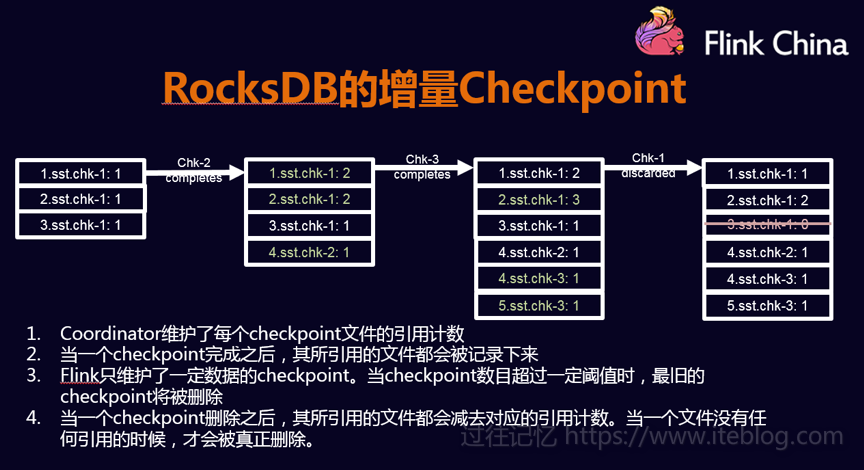 Flink China
RocksDB的增量Checkpoint
1.sst.chk-1: 1
2.sst.chk-1: 1
3.sst.chk-1: 1
Chk-2
completes
1.sst.chk-1: 2
2.sst.chk-1: 2
3.sst.chk-1: 1
4.sst.chk-2: 1
Chk-3
completes
1.sst.chk-1: 2
2.sst.chk-1: 3
3.sst.chk-1: 1
4.sst.chk-2: 1
4.sst.chk-3: 1
5.sst.chk-3: 1
Chk-1
discarded
1.sst.chk-1: 1
2.sst.chk-1: 2
3.sst.chk-1: 0
4.sst.chk-2: 1
4.sst.chk-3: 1
5.sst.chk-3: 1
1. Coordinator维护了每个checkpoint文件的引用计数
2. 当一个checkpoint完成之后，其所引用的文件都会被记录下来
3. Flink只维护了一定数据的checkpoint。当checkpoint数目超过一定阈值时，最旧的
checkpoint将被删除
4. 当一个checkpoint删除之后，其所引用的文件都会减去对应的引用计数。当一个文件没有任
何引用的时候，才会被真正删除。
过往记忆 https://www.iteblog.com